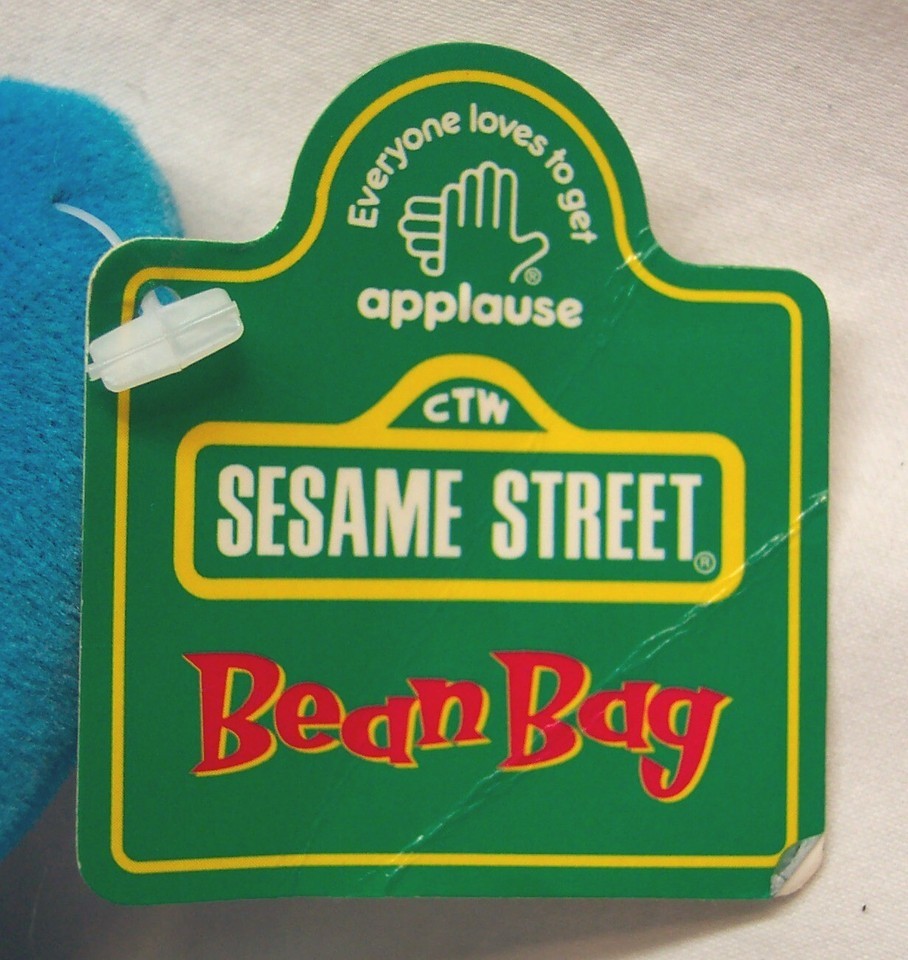 Everyone loves to get
®
applause
CTW
SESAME STREET®
Bean Bag